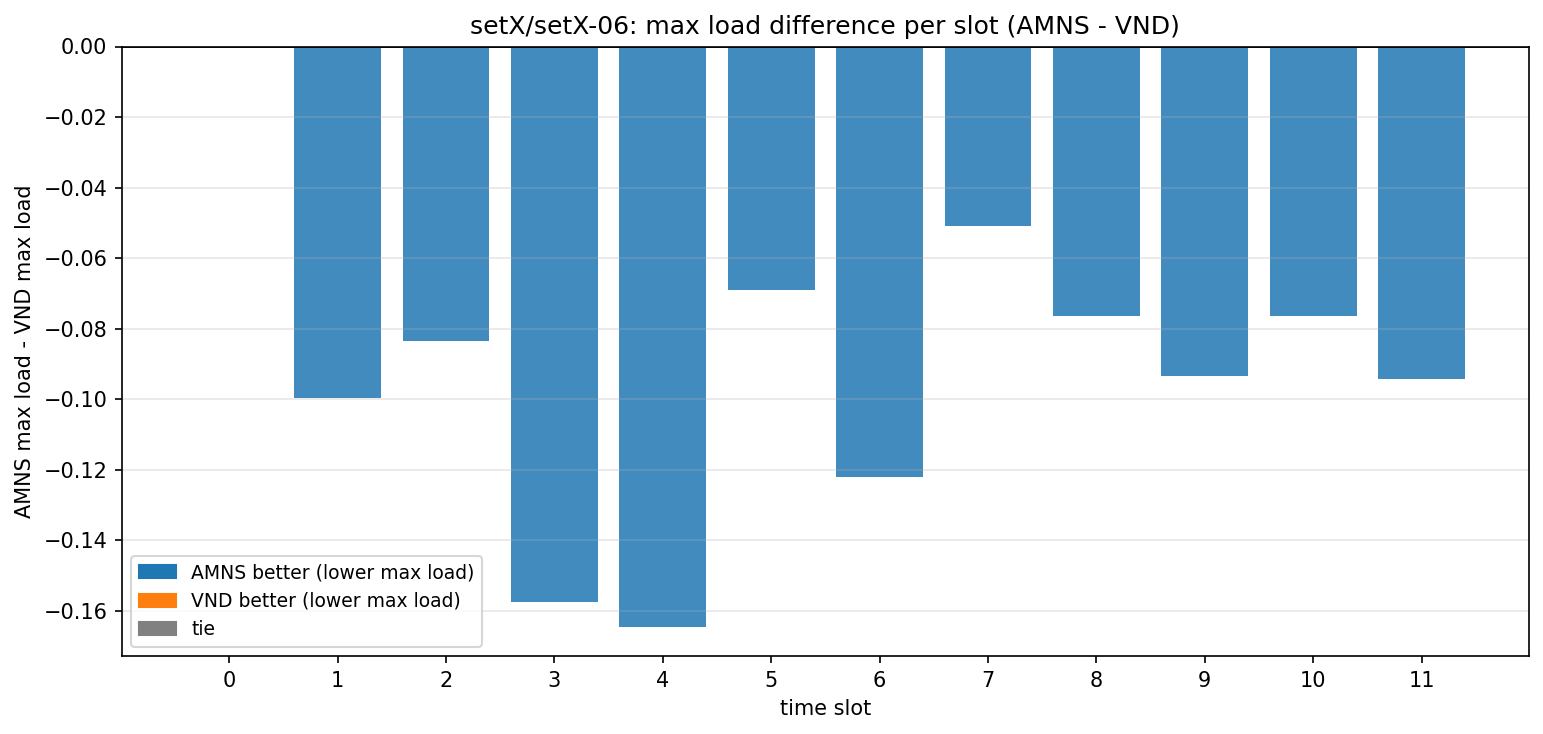 setX/setX-06: max load difference per slot (AMNS - VND)
AMNS max load - VND max load
0.00
−0.02
−0.04
−0.06
−0.08
−0.10
−0.12
−0.14
−0.16
AMNS better (lower max load)
VND better (lower max load)
tie
0 1 2 3 4 5 6 7 8 9 10 11
time slot